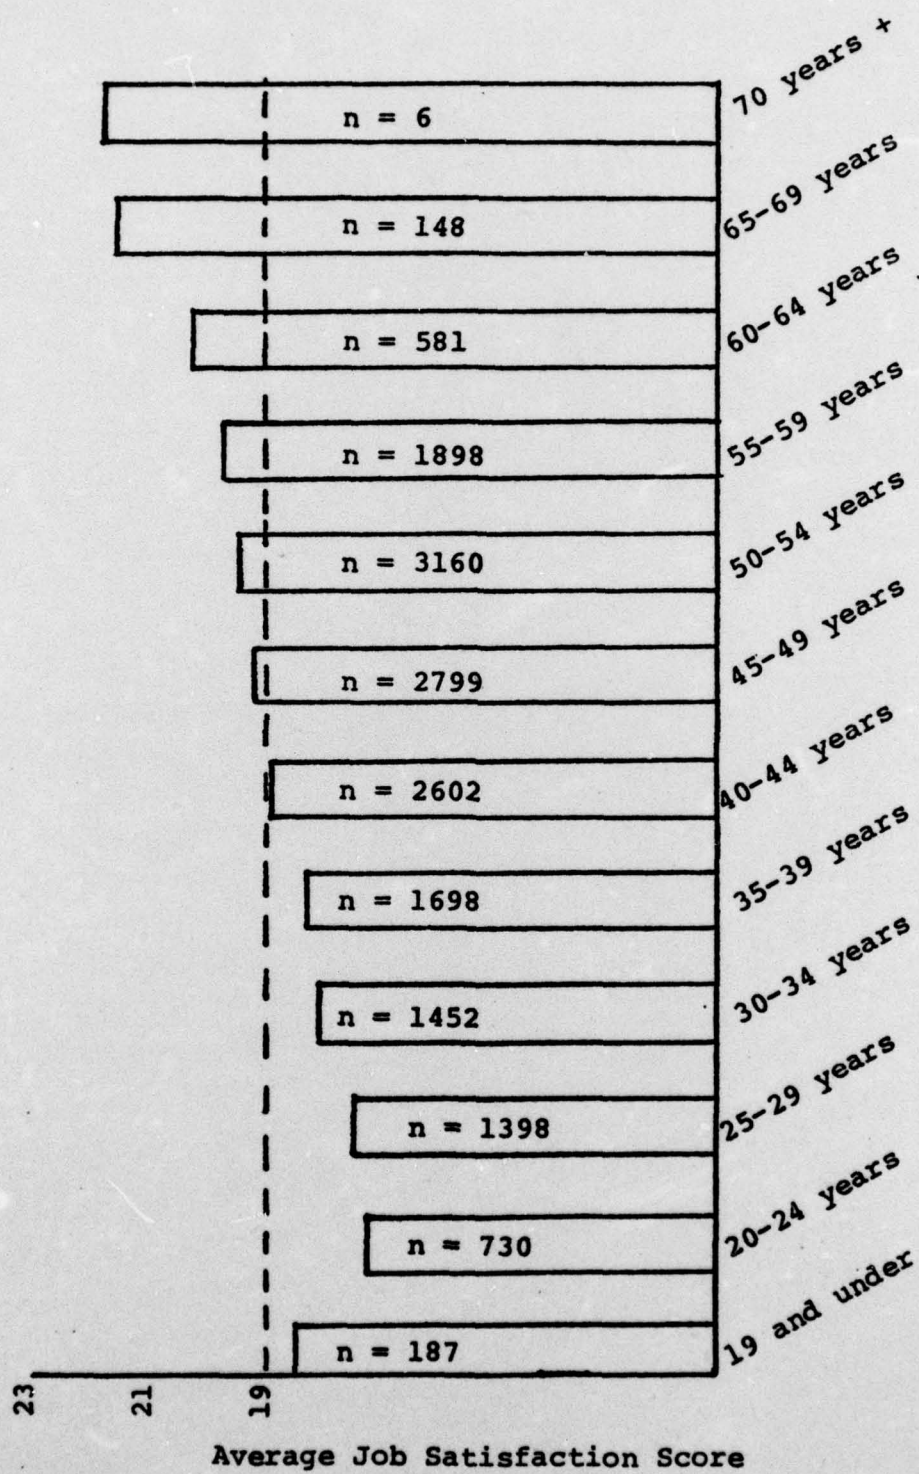 70 years +
n = 6
65-69 years
n = 148
60-64 years
n = 581
55-59 years
n = 1898
50-54 years
n = 3160
45-49 years
n = 2799
40-44 years
n = 2602
35-39 years
n = 1698
30-34 years
n = 1452
25-29 years
n = 1398
20-24 years
n = 730
19 and under
n = 187
23
21
19
Average Job Satisfaction Score